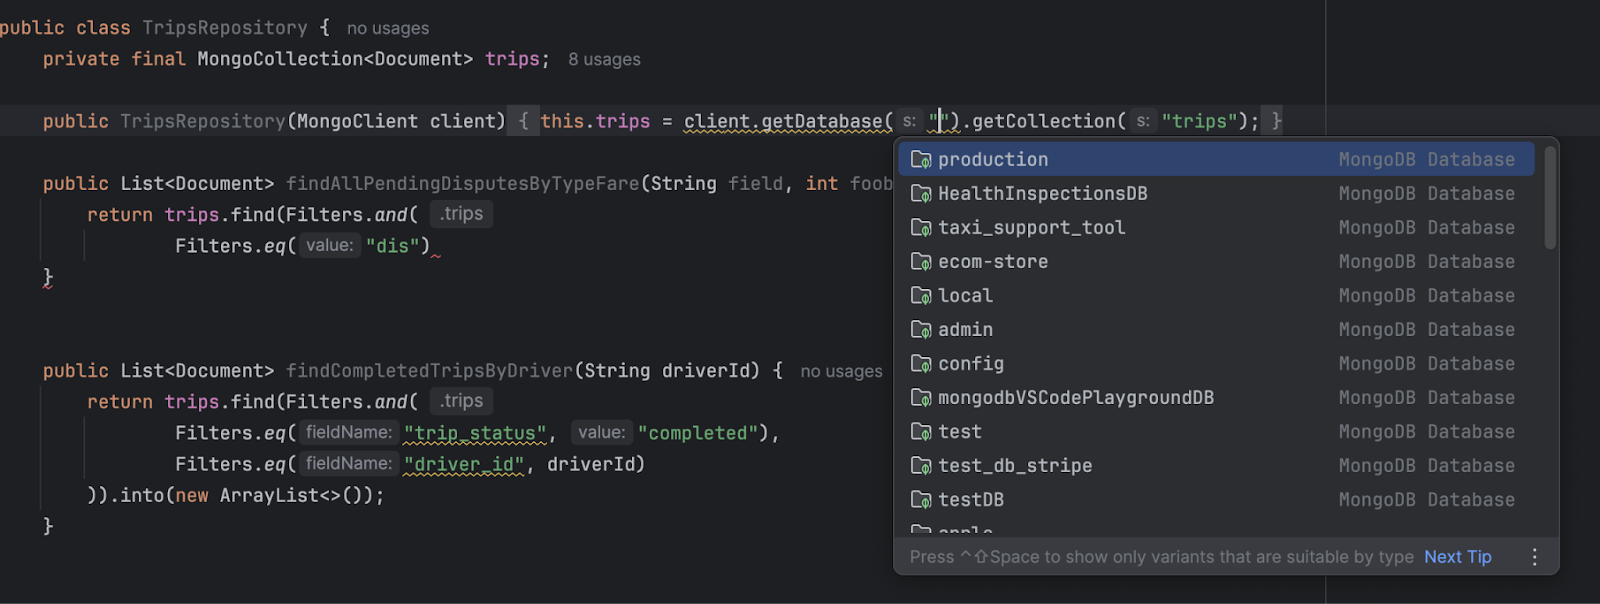 public class TripsRepository { no usages
private final MongoCollection<Document> trips; 8 usages
public TripsRepository(MongoClient client) { this.trips = client.getDatabase( s: "").getCollection( s: "trips"); }
public List<Document> findAllPendingDisputesByTypeFare(String field, int foob
return trips.find(Filters.and( .trips
Filters.eq( value: "dis")
}
public List<Document> findCompletedTripsByDriver(String driverId) { no usages
return trips.find(Filters.and( .trips
Filters.eq( fieldName: "trip_status", value: "completed"),
Filters.eq( fieldName: "driver_id", driverId)
)).into(new ArrayList<>());
}
production MongoDB Database
HealthInspectionsDB MongoDB Database
taxi_support_tool MongoDB Database
ecom-store MongoDB Database
local MongoDB Database
admin MongoDB Database
config MongoDB Database
mongodbVSCodePlaygroundDB MongoDB Database
test MongoDB Database
test_db_stripe MongoDB Database
testDB MongoDB Database
Press ^⇧Space to show only variants that are suitable by type Next Tip